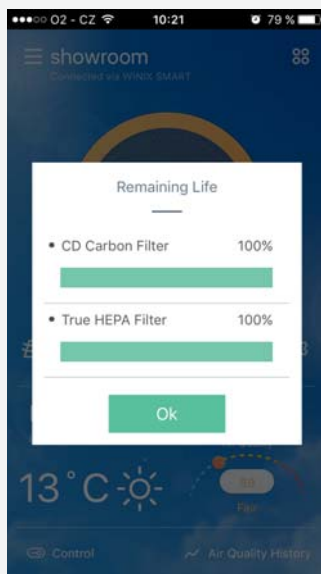 O2 - CZ 10:21 79 %
showroom
Connected via WINIX SMART
Remaining Life
• CD Carbon Filter 100%
• True HEPA Filter 100%
Ok
13°C
Fair
Control Air Quality History